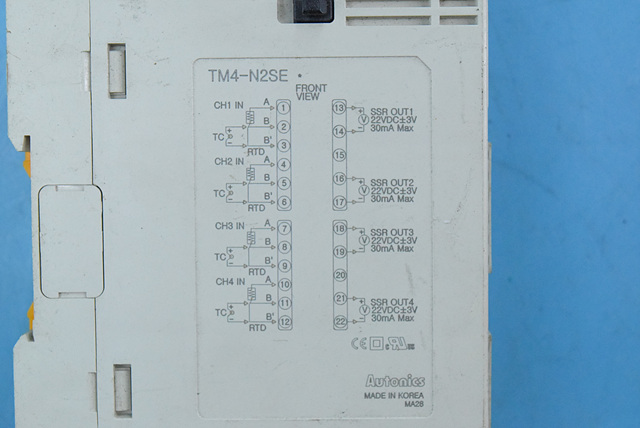 TM4-N2SE
FRONT
VIEW
CH1 IN A 1
B 2
TC B' 3
RTD
CH2 IN A 4
B 5
TC B' 6
RTD
CH3 IN A 7
B 8
TC B' 9
RTD
CH4 IN A 10
B 11
TC B' 12
RTD
13 + SSR OUT1
V 22VDC±3V
14 - 30mA Max
15
16 + SSR OUT2
V 22VDC±3V
17 - 30mA Max
18 + SSR OUT3
V 22VDC±3V
19 - 30mA Max
20
21 + SSR OUT4
V 22VDC±3V
22 - 30mA Max
CE
Autonics
MADE IN KOREA